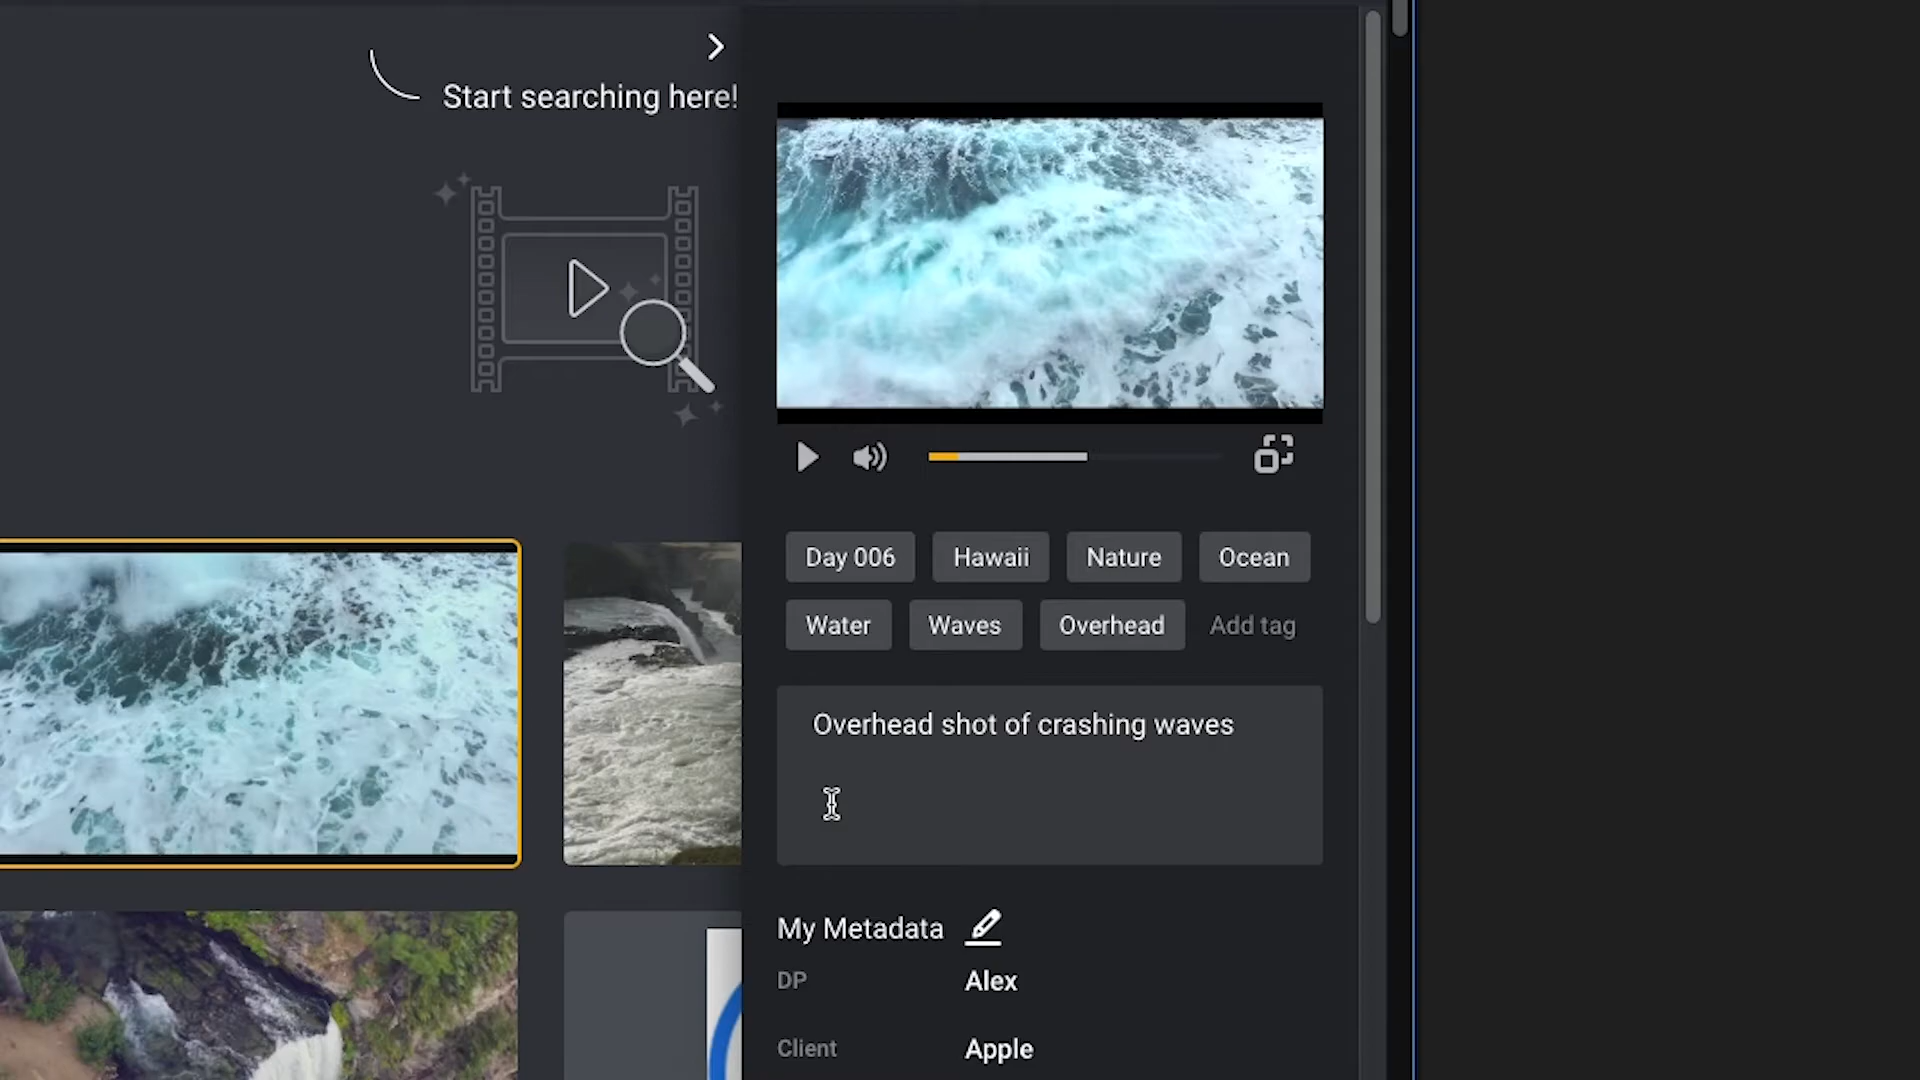 Start searching here!
Day 006 Hawaii Nature Ocean
Water Waves Overhead Add tag
Overhead shot of crashing waves
My Metadata
DP Alex
Client Apple